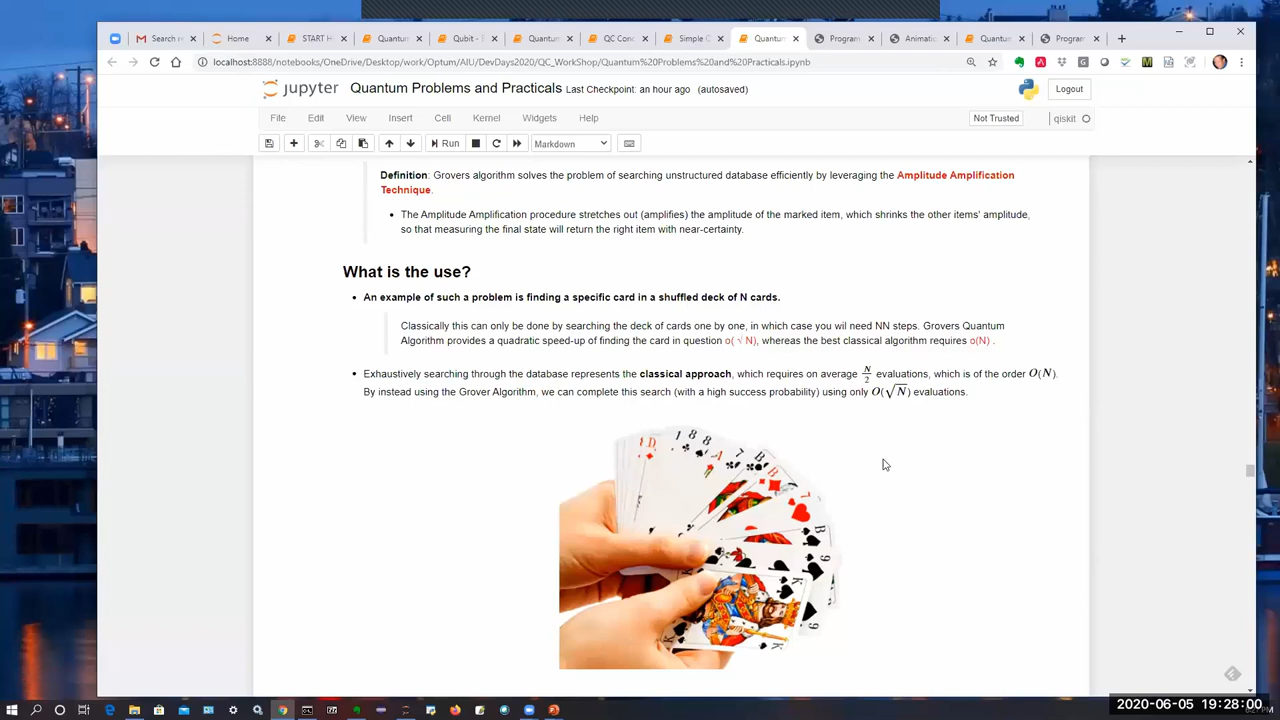 Search r
Home
START H
Quantum
Qubit -
Quantum
QC Con
Simple
Quantum
Program
Animatic
Quantum
Program
localhost:8888/notebooks/OneDrive/Desktop/work/Optum/AIU/DevDays2020/QC_WorkShop/Quantum%20Problems%20and%20Practicals.ipynb
jupyter Quantum Problems and Practicals Last Checkpoint: an hour ago (autosaved)
Logout
File Edit View Insert Cell Kernel Widgets Help
Not Trusted
qiskit
Run
Markdown
Definition: Grovers algorithm solves the problem of searching unstructured database efficiently by leveraging the Amplitude Amplification
Technique.
• The Amplitude Amplification procedure stretches out (amplifies) the amplitude of the marked item, which shrinks the other items' amplitude,
so that measuring the final state will return the right item with near-certainty.
What is the use?
• An example of such a problem is finding a specific card in a shuffled deck of N cards.
Classically this can only be done by searching the deck of cards one by one, in which case you wil need NN steps. Grovers Quantum
Algorithm provides a quadratic speed-up of finding the card in question o( √ N), whereas the best classical algorithm requires o(N) .
• Exhaustively searching through the database represents the classical approach, which requires on average N/2 evaluations, which is of the order O(N).
By instead using the Grover Algorithm, we can complete this search (with a high success probability) using only O(√N) evaluations.
D 1 8 8
A 7 B
B
7
B
9
K
K
K
9
2020-06-05 19:28:00